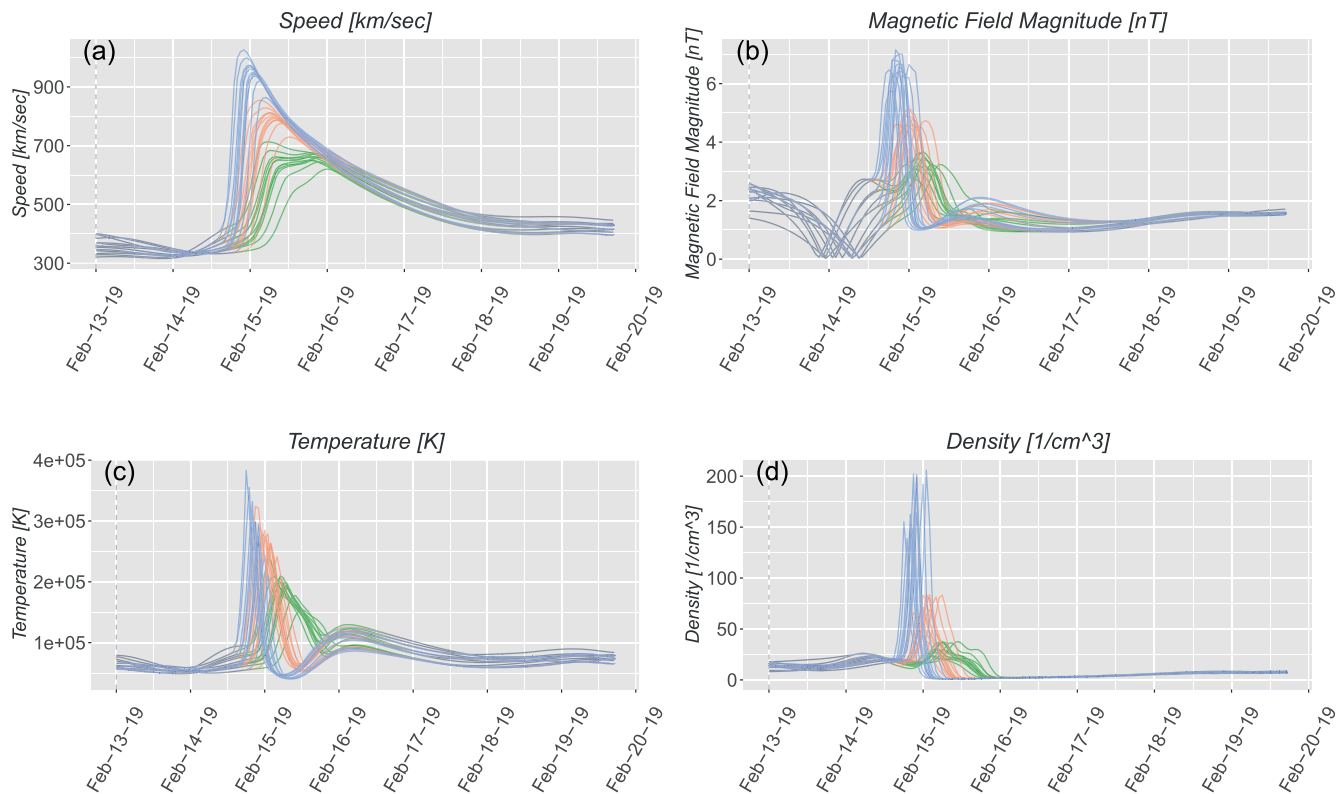 Speed [km/sec]
(a)
Speed [km/sec]
900
700
500
300
Feb−13−19
Feb−14−19
Feb−15−19
Feb−16−19
Feb−17−19
Feb−18−19
Feb−19−19
Feb−20−19
Magnetic Field Magnitude [nT]
(b)
Magnetic Field Magnitude [nT]
6
4
2
0
Feb−13−19
Feb−14−19
Feb−15−19
Feb−16−19
Feb−17−19
Feb−18−19
Feb−19−19
Feb−20−19
Temperature [K]
(c)
Temperature [K]
4e+05
3e+05
2e+05
1e+05
Feb−13−19
Feb−14−19
Feb−15−19
Feb−16−19
Feb−17−19
Feb−18−19
Feb−19−19
Feb−20−19
Density [1/cm^3]
(d)
Density [1/cm^3]
200
150
100
50
0
Feb−13−19
Feb−14−19
Feb−15−19
Feb−16−19
Feb−17−19
Feb−18−19
Feb−19−19
Feb−20−19